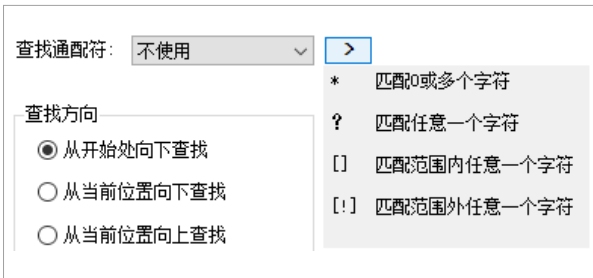 查找通配符: 不使用 >
* 匹配0或多个字符
? 匹配任意一个字符
[] 匹配范围内任意一个字符
[!] 匹配范围外任意一个字符
查找方向
从开始处向下查找
从当前位置向下查找
从当前位置向上查找